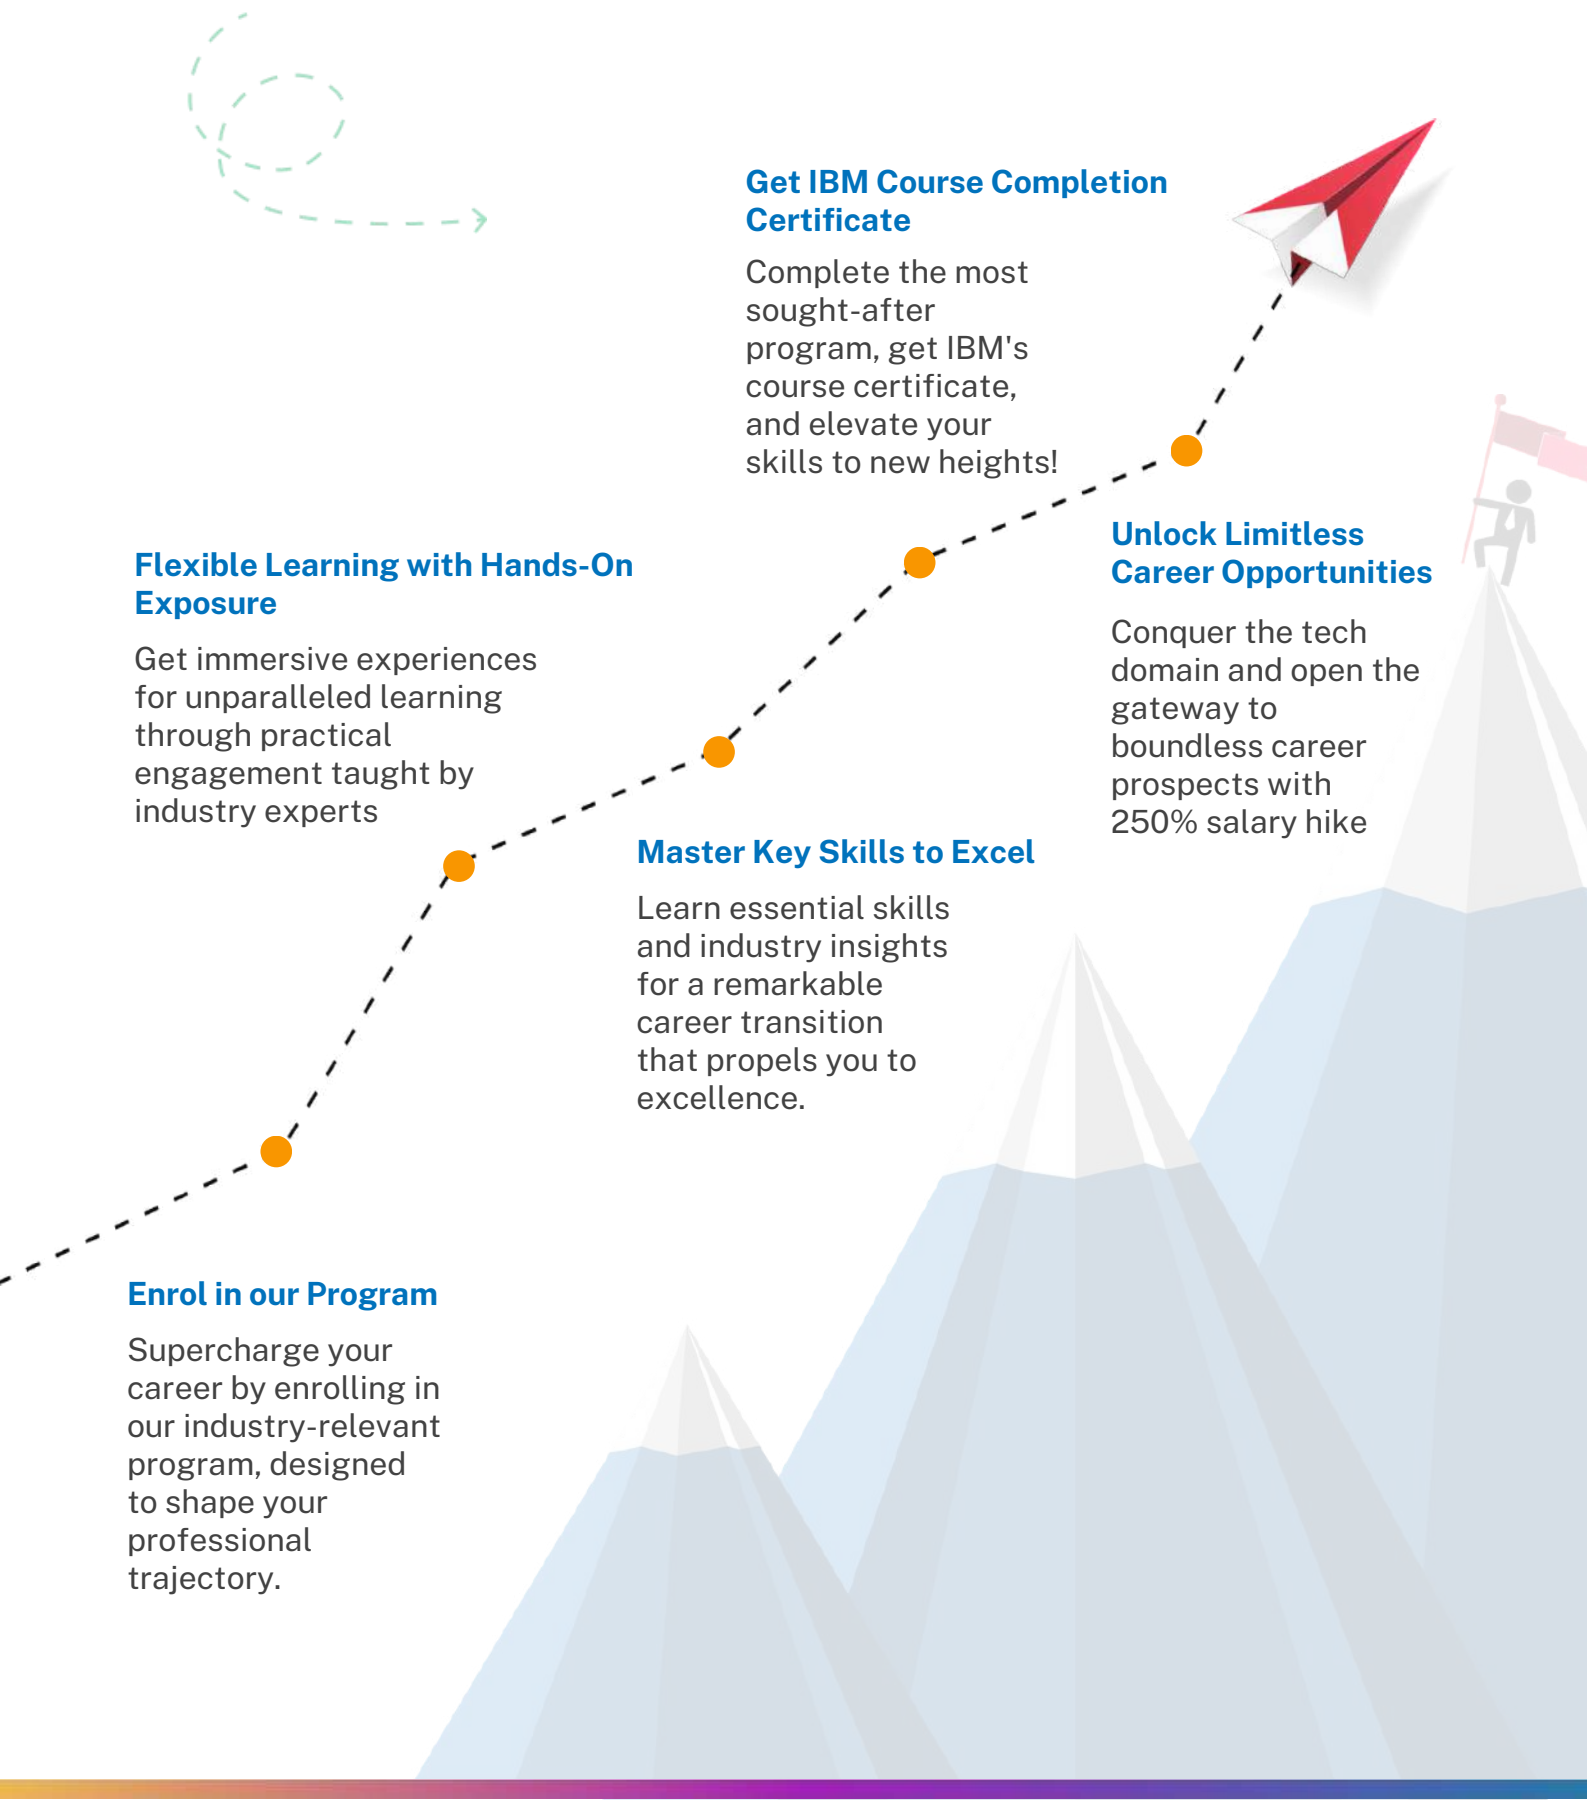 Get IBM Course Completion
Certificate
Complete the most
sought-after
program, get IBM's
course certificate,
and elevate your
skills to new heights!
Flexible Learning with Hands-On
Exposure
Get immersive experiences
for unparalleled learning
through practical
engagement taught by
industry experts
Unlock Limitless
Career Opportunities
Conquer the tech
domain and open the
gateway to
boundless career
prospects with
250% salary hike
Master Key Skills to Excel
Learn essential skills
and industry insights
for a remarkable
career transition
that propels you to
excellence.
Enrol in our Program
Supercharge your
career by enrolling in
our industry-relevant
program, designed
to shape your
professional
trajectory.